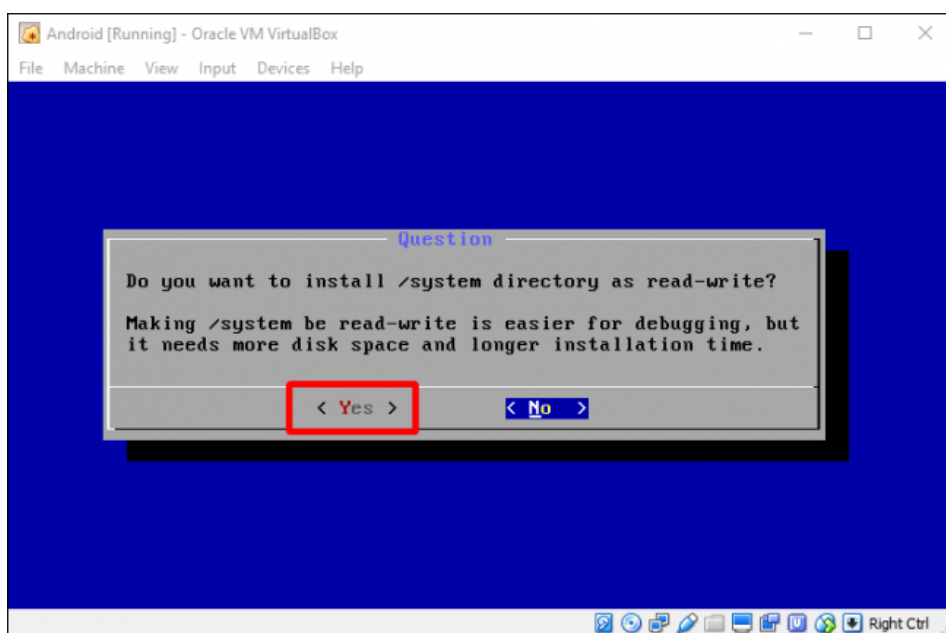 Android [Running] - Oracle VM VirtualBox
File Machine View Input Devices Help
Question
Do you want to install /system directory as read-write?
Making /system be read-write is easier for debugging, but
it needs more disk space and longer installation time.
< Yes > < No >
Right Ctrl